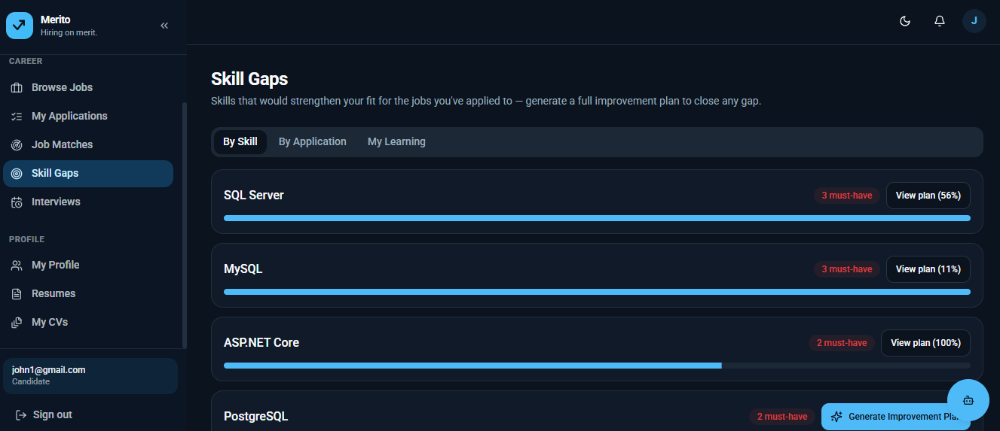 Merito
Hiring on merit.
J
CAREER
Browse Jobs
My Applications
Job Matches
Skill Gaps
Interviews
PROFILE
My Profile
Resumes
My CVs
john1@gmail.com
Candidate
Sign out
Skill Gaps
Skills that would strengthen your fit for the jobs you've applied to — generate a full improvement plan to close any gap.
By Skill By Application My Learning
SQL Server 3 must-have View plan (56%)
MySQL 3 must-have View plan (11%)
ASP.NET Core 2 must-have View plan (100%)
PostgreSQL 2 must-have Generate Improvement